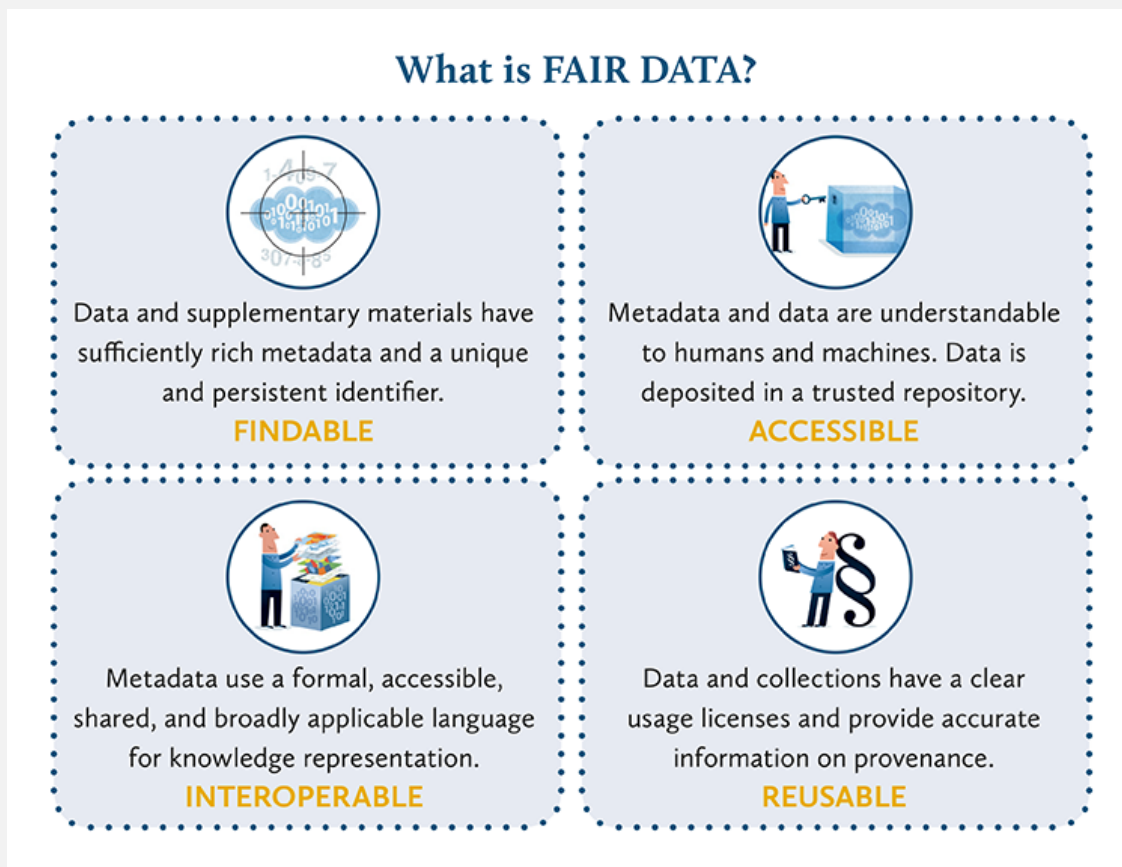 What is FAIR DATA?
Data and supplementary materials have
sufficiently rich metadata and a unique
and persistent identifier.
FINDABLE
Metadata and data are understandable
to humans and machines. Data is
deposited in a trusted repository.
ACCESSIBLE
Metadata use a formal, accessible,
shared, and broadly applicable language
for knowledge representation.
INTEROPERABLE
Data and collections have a clear
usage licenses and provide accurate
information on provenance.
REUSABLE